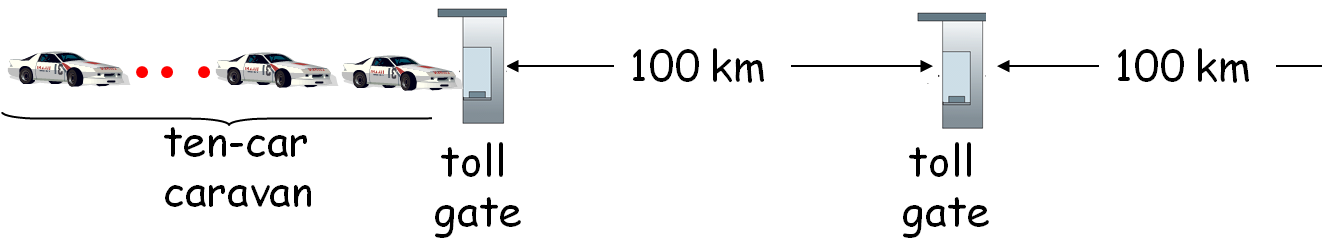 100 km
100 km
ten-car
caravan
toll
gate
toll
gate